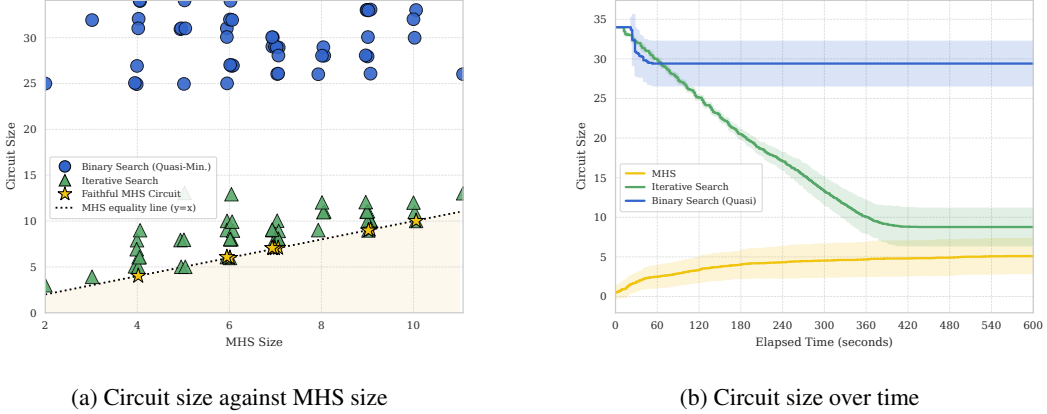 Circuit Size
30
25
20
15
10
5
0
Binary Search (Quasi-Min.)
Iterative Search
Faithful MHS Circuit
MHS equality line (y=x)
2
4
6
8
10
MHS Size
(a) Circuit size against MHS size
Circuit Size
35
30
25
20
15
10
5
0
MHS
Iterative Search
Binary Search (Quasi)
0
60
120
180
240
300
360
420
480
540
600
Elapsed Time (seconds)
(b) Circuit size over time